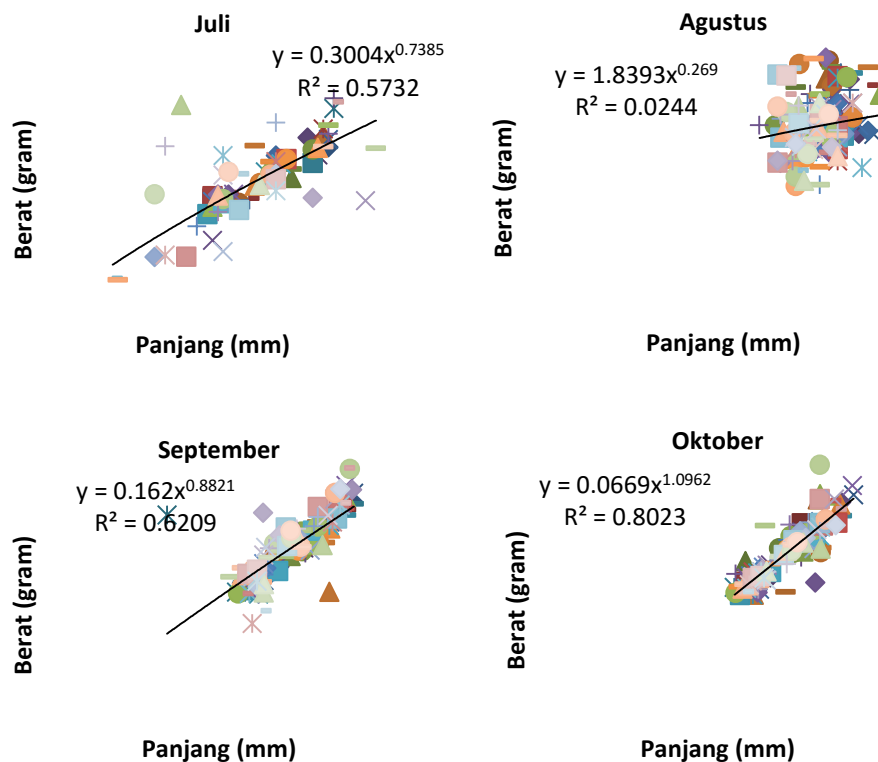 Juli
y = 0.3004x^0.7385
R² = 0.5732
Berat (gram)
Panjang (mm)
Agustus
y = 1.8393x^0.269
R² = 0.0244
Berat (gram)
Panjang (mm)
September
y = 0.162x^0.8821
R² = 0.6209
Berat (gram)
Panjang (mm)
Oktober
y = 0.0669x^1.0962
R² = 0.8023
Berat (gram)
Panjang (mm)